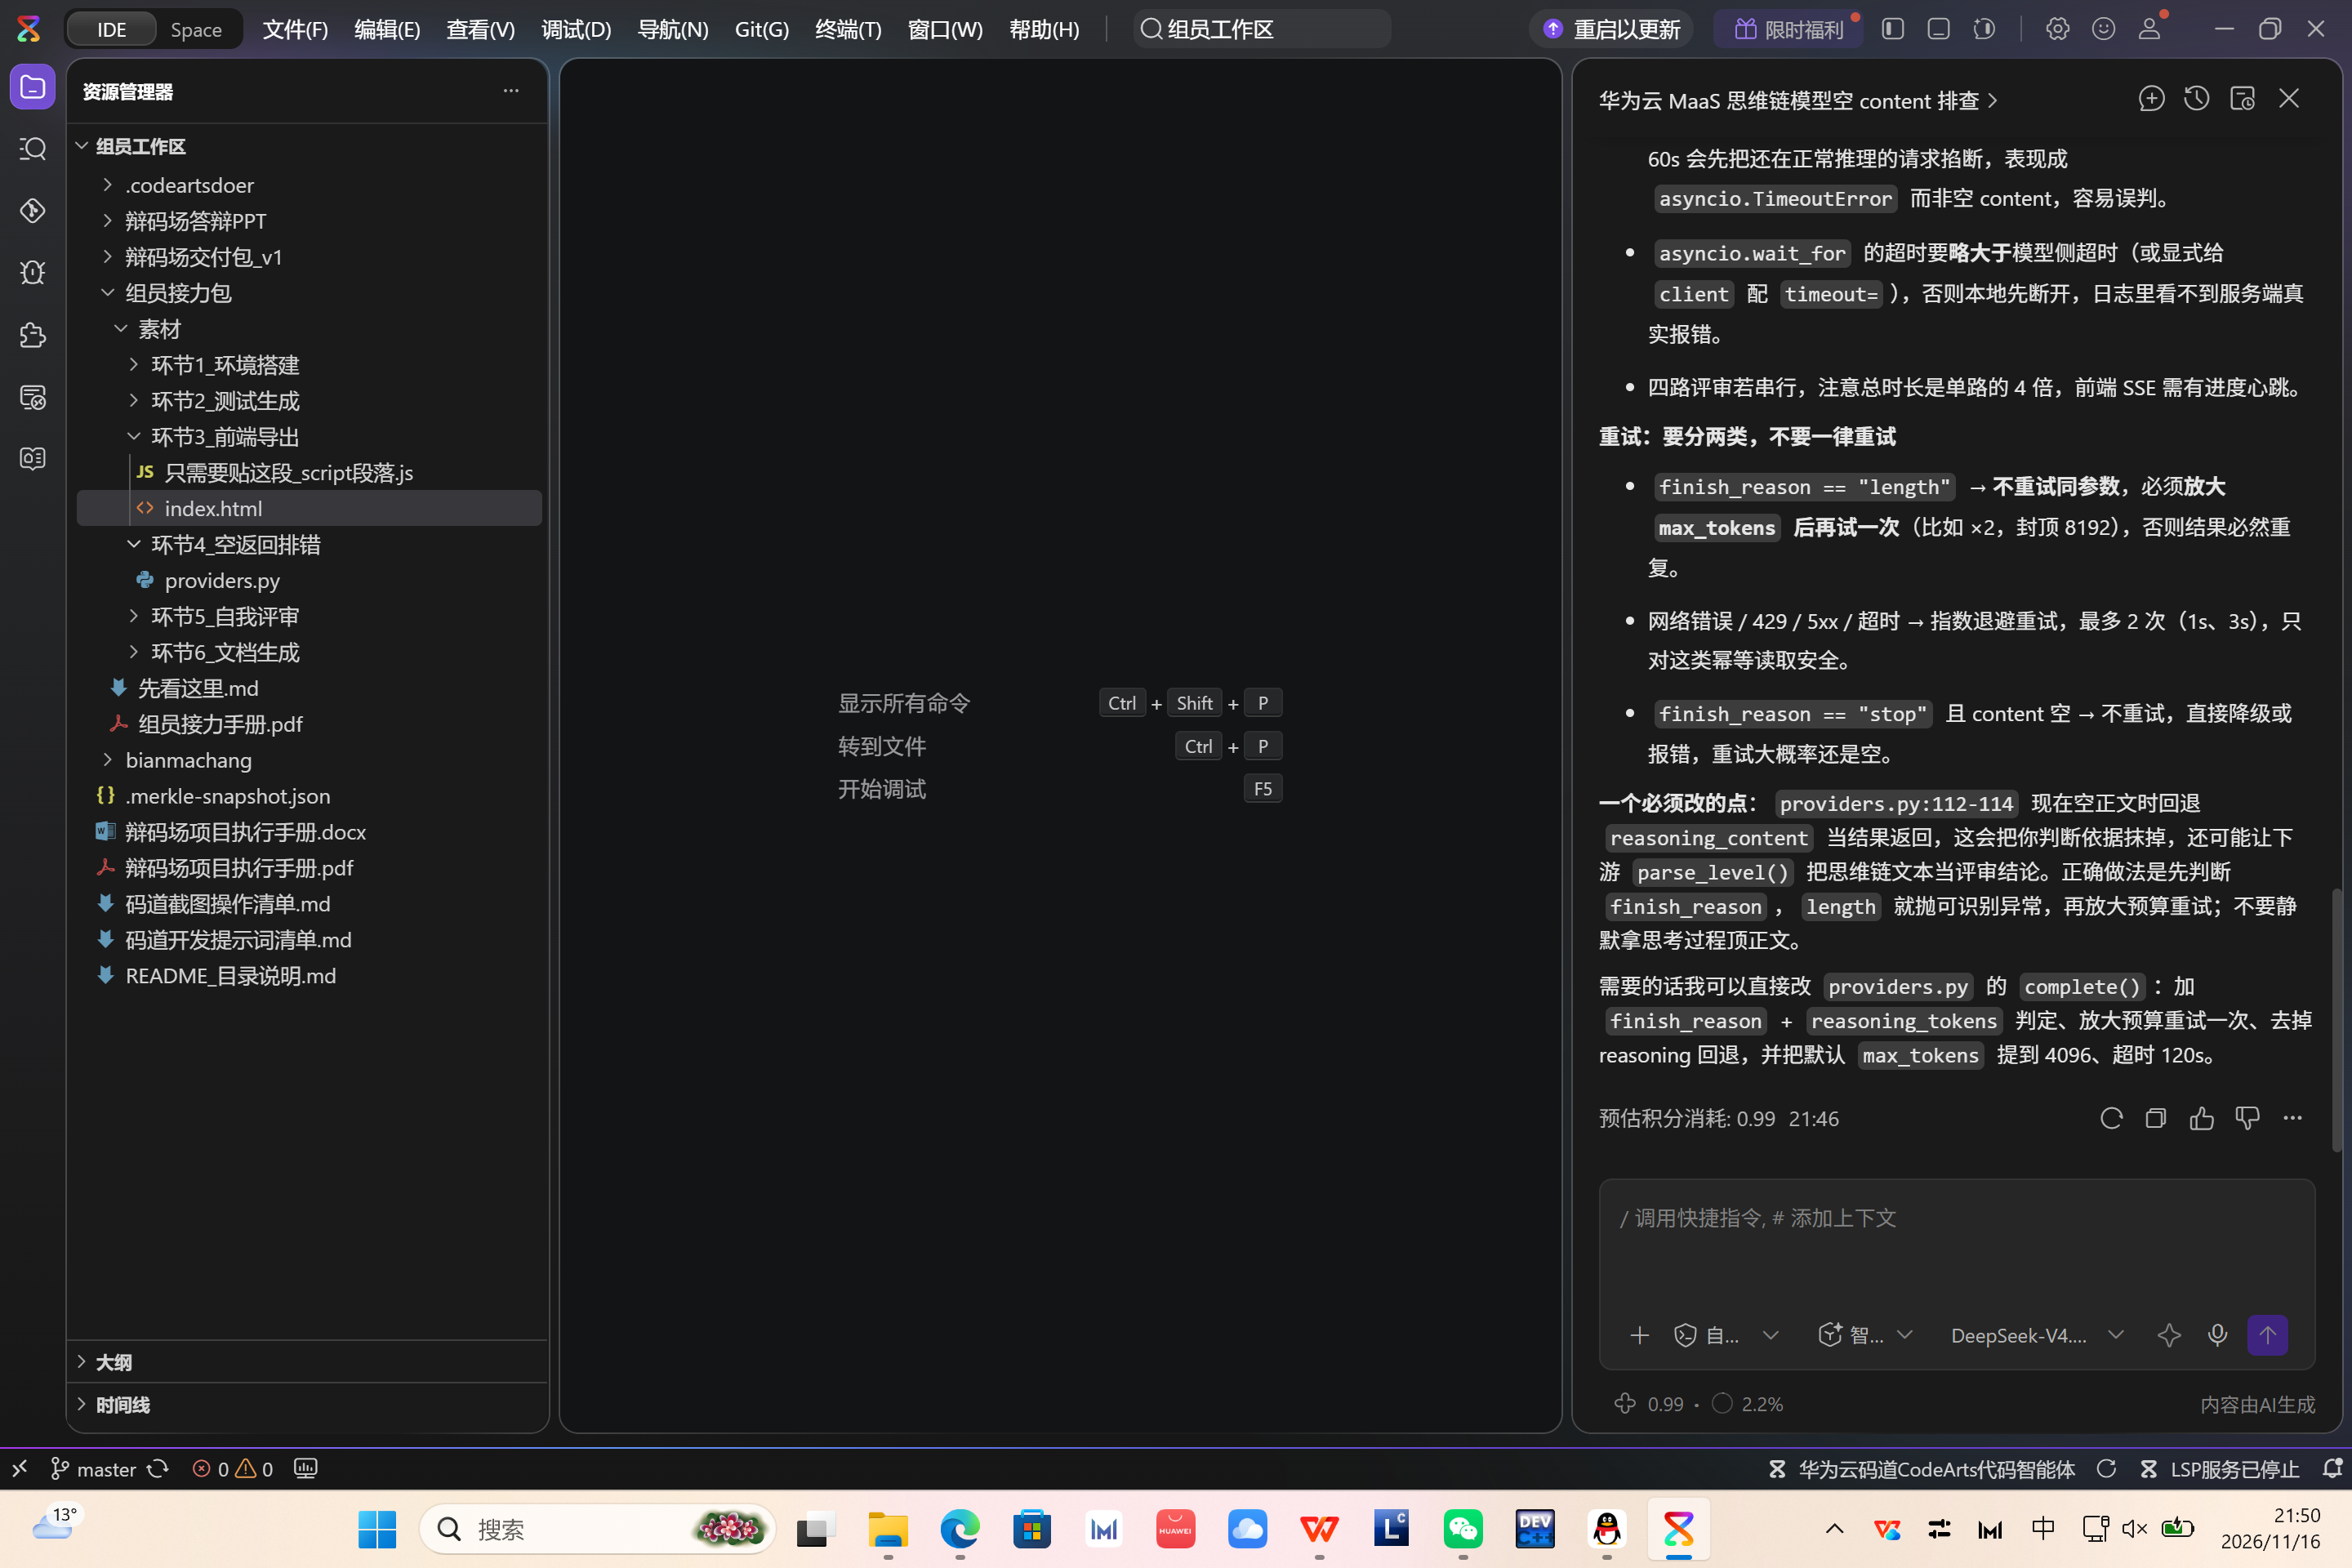 IDE Space 文件(F) 编辑(E) 查看(V) 调试(D) 导航(N) Git(G) 终端(T) 窗口(W) 帮助(H) 组员工作区 重启以更新 限时福利
资源管理器
组员工作区
.codeartsdoer
辩码场答辩PPT
辩码场交付包_v1
组员接力包
素材
环节1_环境搭建
环节2_测试生成
环节3_前端导出
JS 只需要贴这段_script段落.js
<> index.html
环节4_空返回排错
providers.py
环节5_自我评审
环节6_文档生成
先看这里.md
组员接力手册.pdf
bianmachang
{} .merkle-snapshot.json
辩码场项目执行手册.docx
辩码场项目执行手册.pdf
码道截图操作清单.md
码道开发提示词清单.md
README_目录说明.md
大纲
时间线
显示所有命令 Ctrl + Shift + P
转到文件 Ctrl + P
开始调试 F5
华为云 MaaS 思维链模型空 content 排查
60s 会先把还在正常推理的请求掐断，表现成
asyncio.TimeoutError 而非空 content，容易误判。
• asyncio.wait_for 的超时要略大于模型侧超时（或显式给
client 配 timeout= ），否则本地先断开，日志里看不到服务端真
实报错。
• 四路评审若串行，注意总时长是单路的 4 倍，前端 SSE 需有进度心跳。
重试：要分两类，不要一律重试
• finish_reason == "length" → 不重试同参数，必须放大
max_tokens 后再试一次（比如 ×2，封顶 8192），否则结果必然重
复。
• 网络错误 / 429 / 5xx / 超时 → 指数退避重试，最多 2 次（1s、3s），只
对这类幂等读取安全。
• finish_reason == "stop" 且 content 空 → 不重试，直接降级或
报错，重试大概率还是空。
一个必须改的点： providers.py:112-114 现在空正文时回退
reasoning_content 当结果返回，这会把你判断依据抹掉，还可能让下
游 parse_level() 把思维链文本当评审结论。正确做法是先判断
finish_reason ， length 就抛可识别异常，再放大预算重试；不要静
默拿思考过程顶正文。
需要的话我可以直接改 providers.py 的 complete() ：加
finish_reason + reasoning_tokens 判定、放大预算重试一次、去掉
reasoning 回退，并把默认 max_tokens 提到 4096、超时 120s。
预估积分消耗: 0.99 21:46
/ 调用快捷指令, # 添加上下文
自... 智... DeepSeek-V4....
0.99 • 2.2% 内容由AI生成
master 0 0 华为云码道CodeArts代码智能体 LSP服务已停止
13° 搜索 HUAWEI LC DEV C++ 中 21:50
2026/11/16